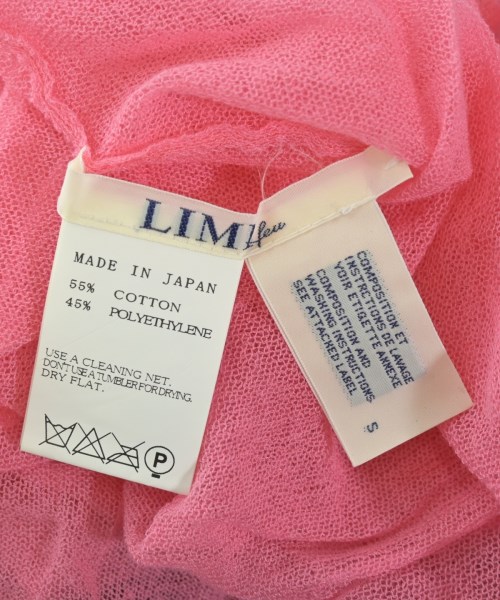 LIMI feu
MADE IN JAPAN
55% COTTON
45% POLYETHYLENE
USE A CLEANING NET.
DON'T USE A TUMBLER FOR DRYING.
DRY FLAT.
P
COMPOSITION ET
INSTRUCTIONS DE LAVAGE
VOIR ETIQUETTE ANNEXE
COMPOSITION AND
WASHING INSTRUCTIONS
SEE ATTACHED LABEL
S